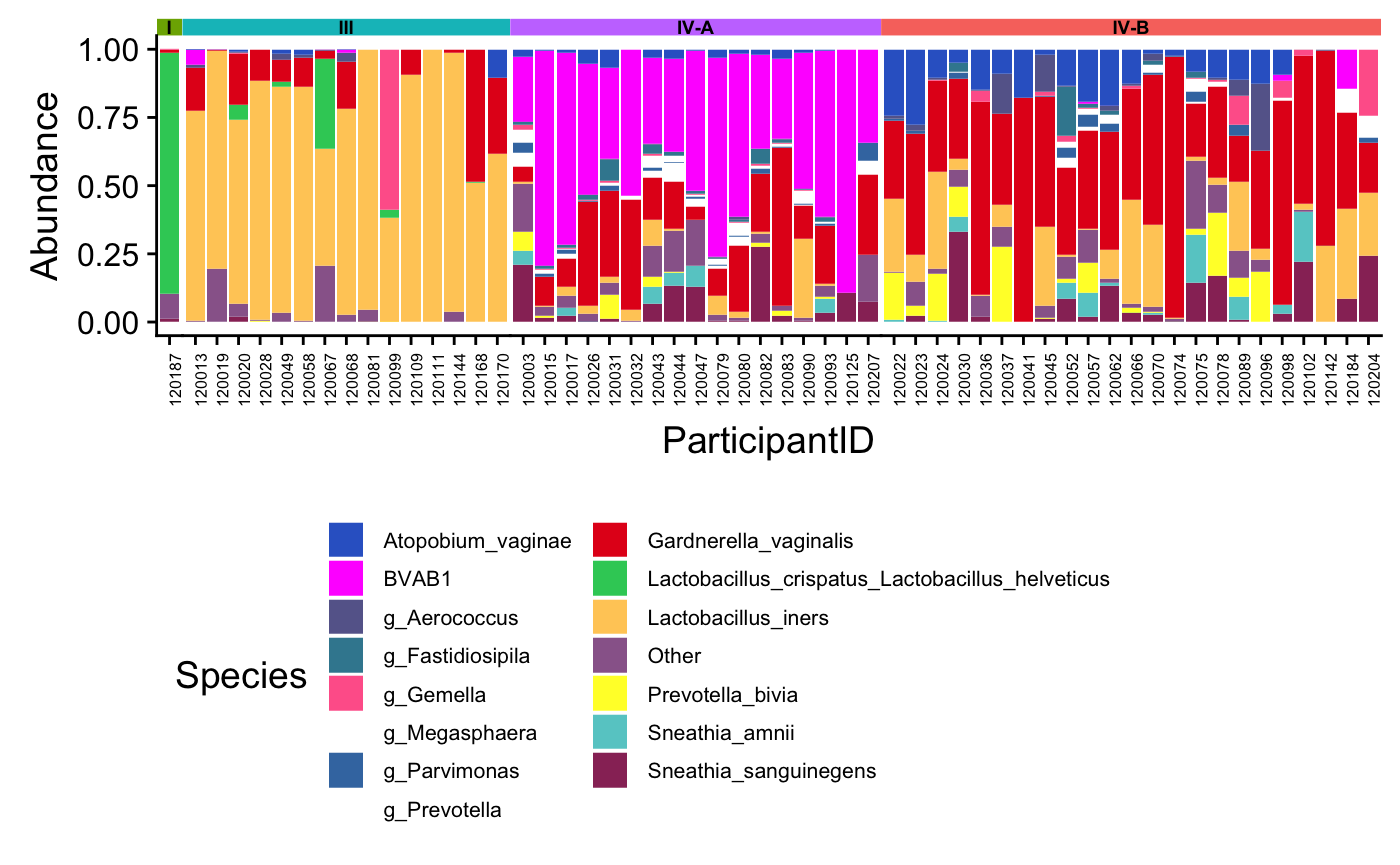 I III IV-A IV-B
1.00
0.75
0.50
0.25
0.00
Abundance
120187 120013 120019 120020 120028 120049 120058 120067 120068 120081 120099 120109 120111 120144 120168 120170 120003 120015 120017 120026 120031 120032 120043 120044 120047 120079 120080 120082 120083 120090 120093 120125 120207 120022 120023 120024 120030 120036 120037 120041 120045 120052 120057 120062 120066 120070 120074 120075 120078 120089 120096 120098 120102 120142 120184 120204
ParticipantID
Species
Atopobium_vaginae
BVAB1
g_Aerococcus
g_Fastidiosipila
g_Gemella
g_Megasphaera
g_Parvimonas
g_Prevotella
Gardnerella_vaginalis
Lactobacillus_crispatus_Lactobacillus_helveticus
Lactobacillus_iners
Other
Prevotella_bivia
Sneathia_amnii
Sneathia_sanguinegens